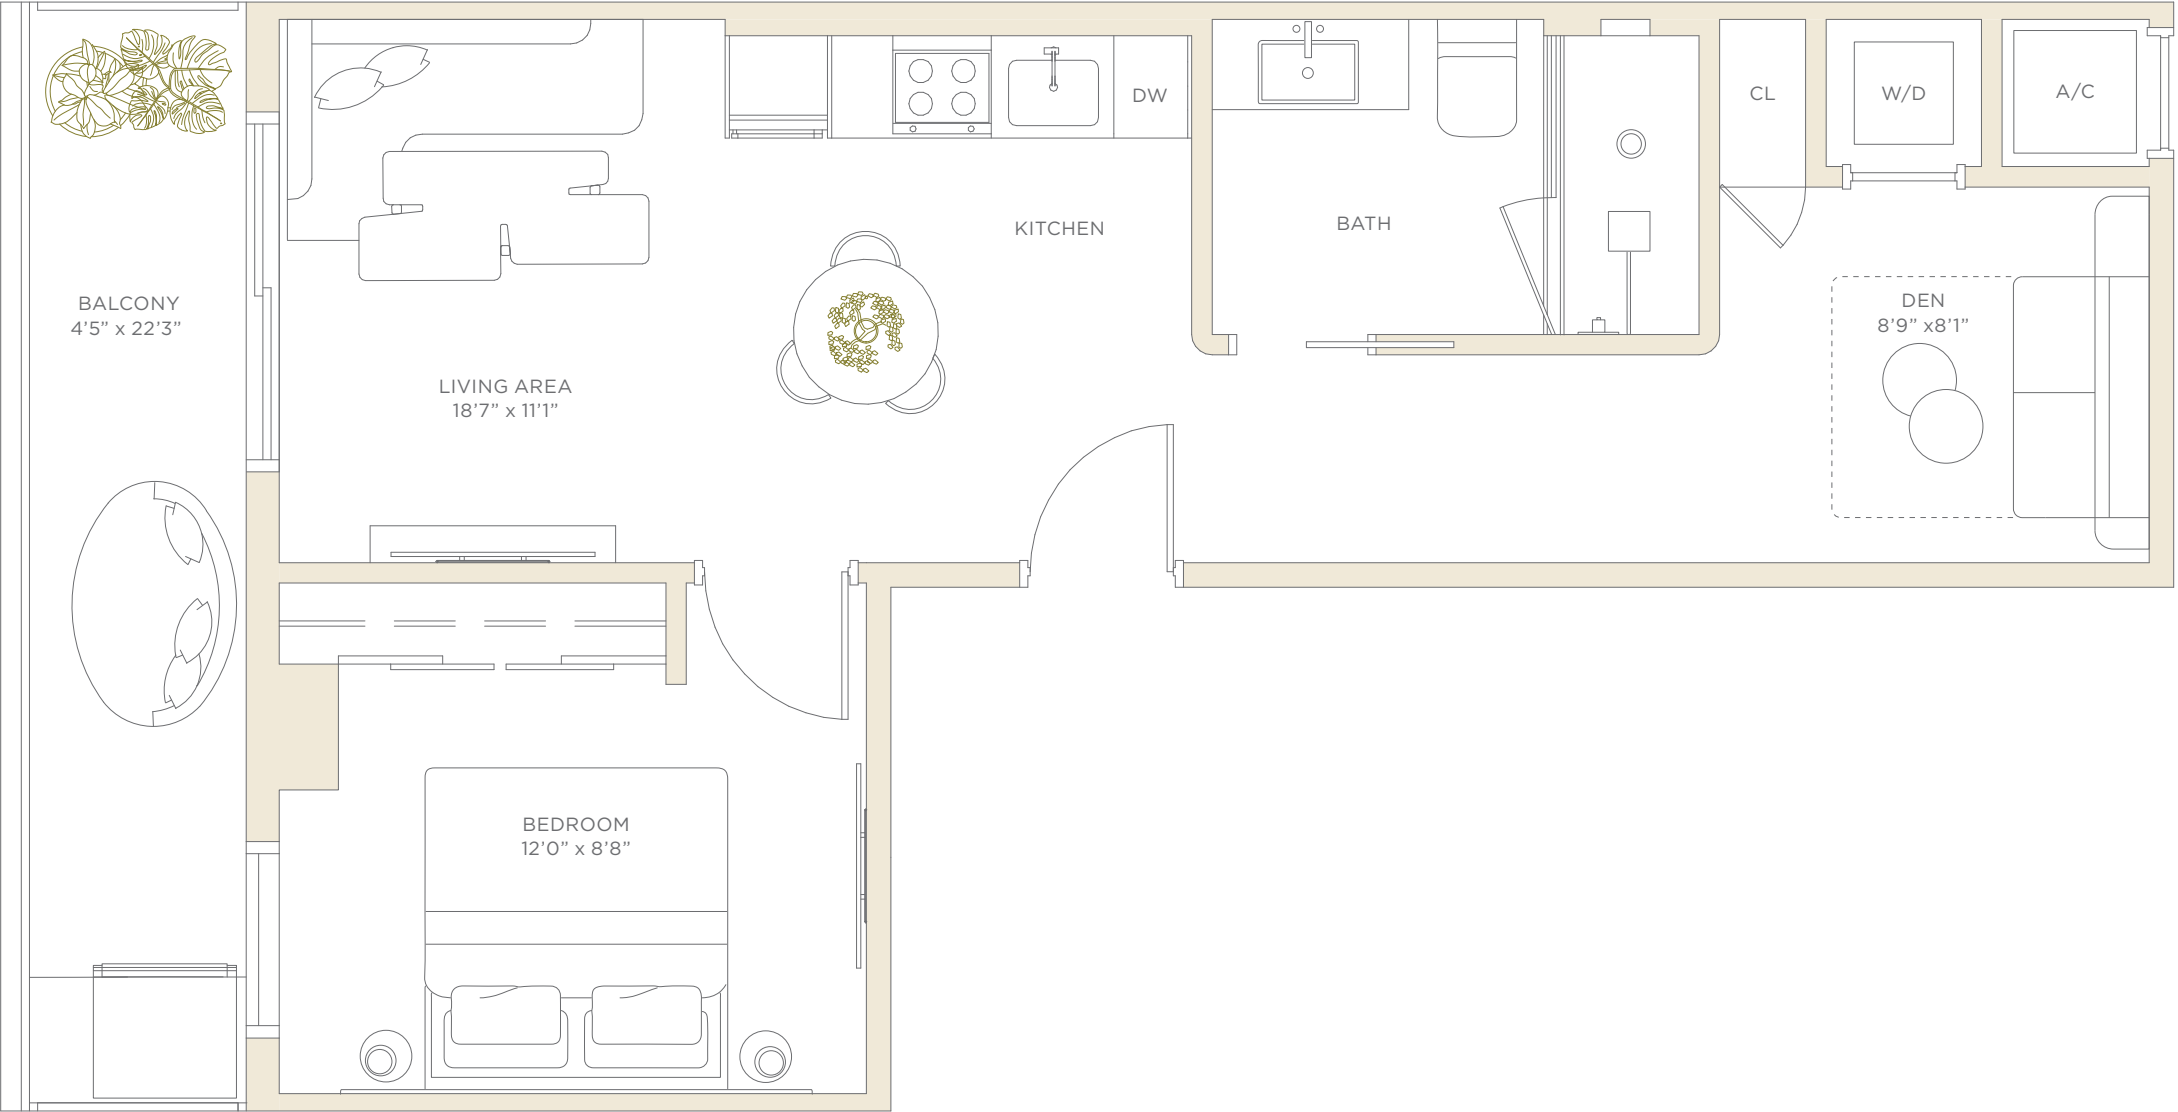 DW
CL
W/D
A/C
KITCHEN
BATH
BALCONY
4’5” x 22’3”
DEN
8’9” x8’1”
LIVING AREA
18’7” x 11’1”
BEDROOM
12’0” x 8’8”